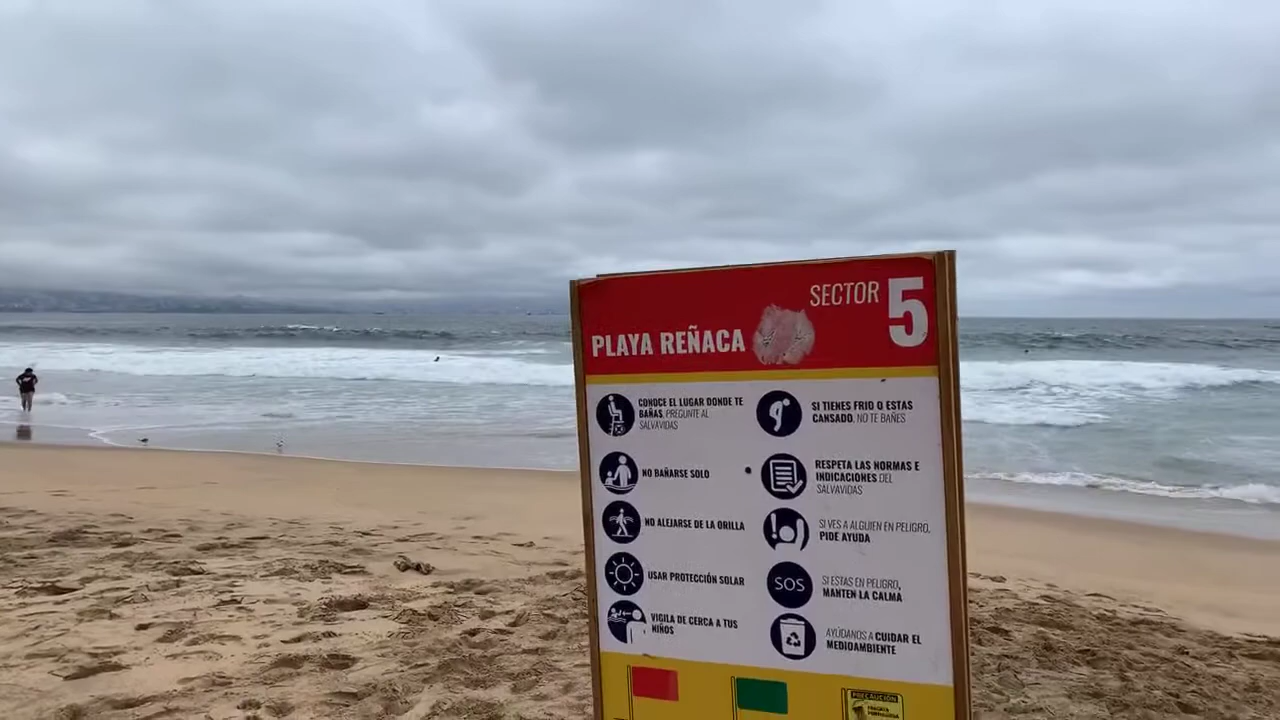 SECTOR 5
PLAYA REÑACA
CONOCE EL LUGAR DONDE TE
BAÑAS, PREGUNTE AL
SALVAVIDAS
NO BAÑARSE SOLO
NO ALEJARSE DE LA ORILLA
USAR PROTECCIÓN SOLAR
VIGILA DE CERCA A TUS
NIÑOS
SI TIENES FRIO O ESTAS
CANSADO, NO TE BAÑES
RESPETA LAS NORMAS E
INDICACIONES DEL
SALVAVIDAS
SI VES A ALGUIEN EN PELIGRO,
PIDE AYUDA
SOS
SI ESTAS EN PELIGRO,
MANTEN LA CALMA
AYÚDANOS A CUIDAR EL
MEDIOAMBIENTE
PRECAUCIÓN
FRAGATA
PORTUGUESA